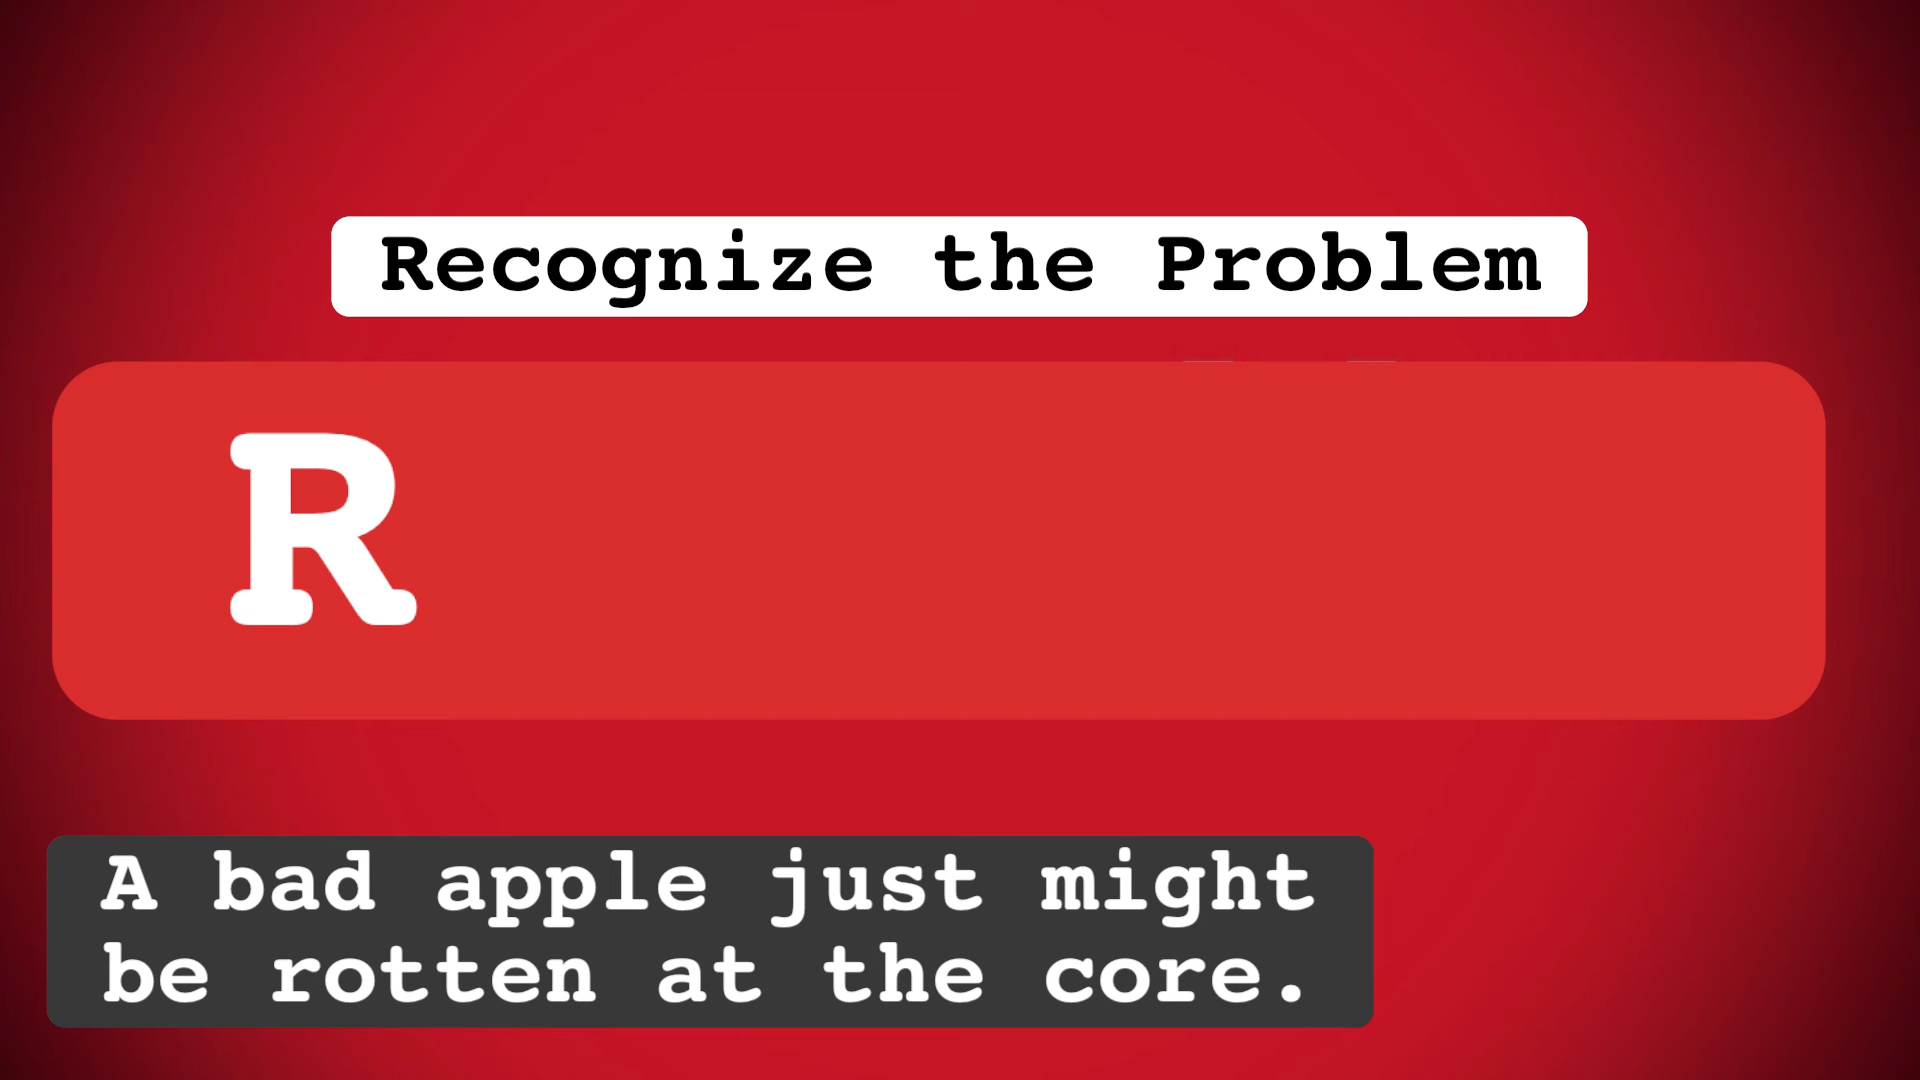 Recognize the Problem
R
A bad apple just might
be rotten at the core.